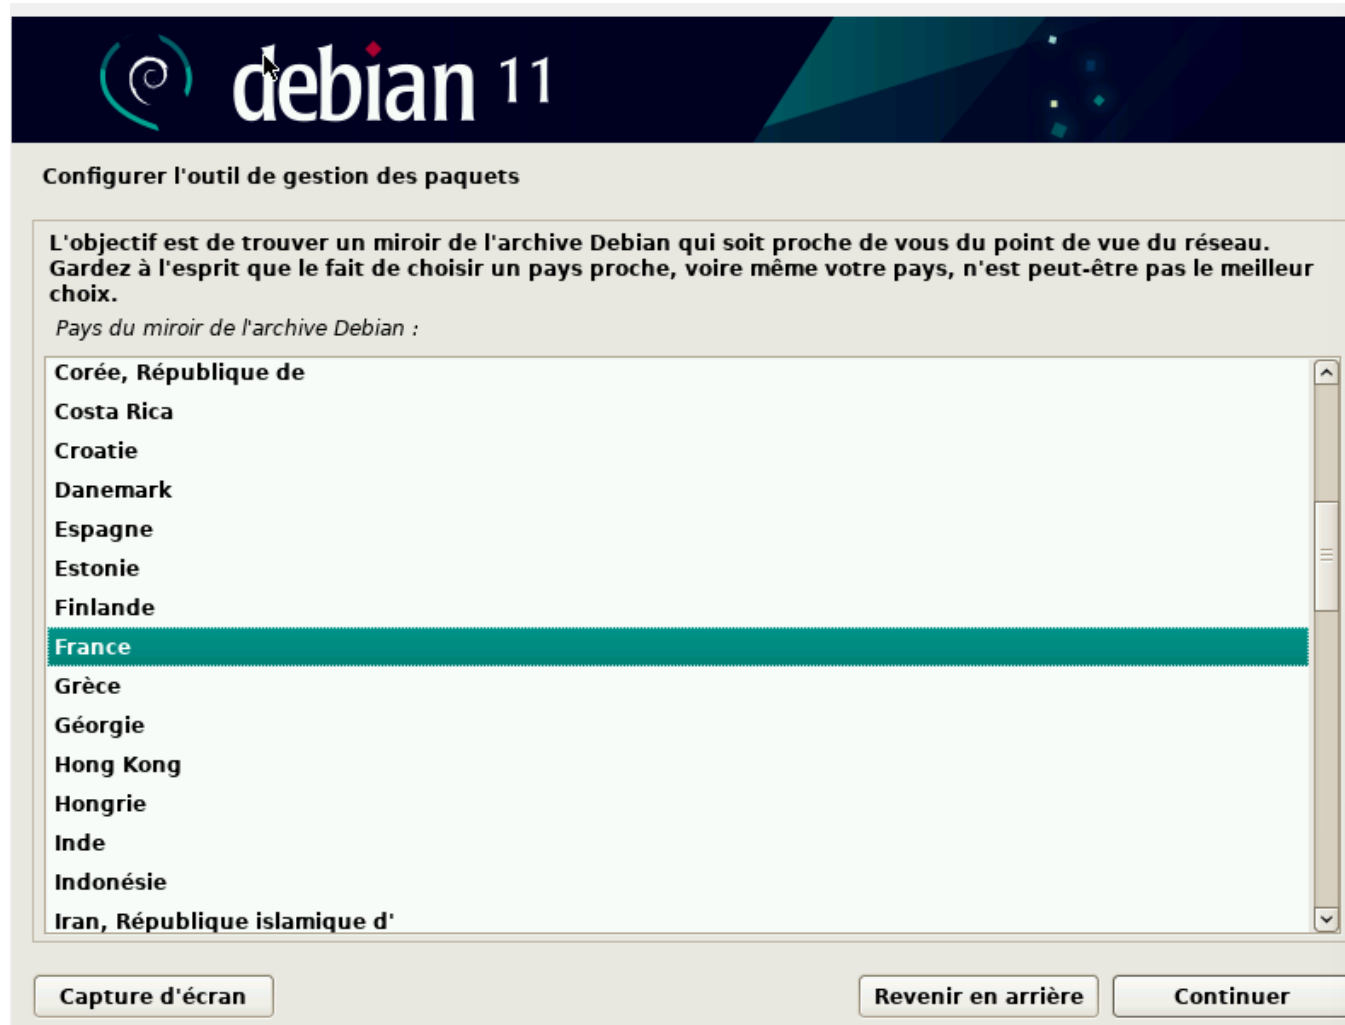 debian 11
Configurer l'outil de gestion des paquets
L'objectif est de trouver un miroir de l'archive Debian qui soit proche de vous du point de vue du réseau.
Gardez à l'esprit que le fait de choisir un pays proche, voire même votre pays, n'est peut-être pas le meilleur
choix.
Pays du miroir de l'archive Debian :
Corée, République de
Costa Rica
Croatie
Danemark
Espagne
Estonie
Finlande
France
Grèce
Géorgie
Hong Kong
Hongrie
Inde
Indonésie
Iran, République islamique d'
Capture d'écran
Revenir en arrière
Continuer